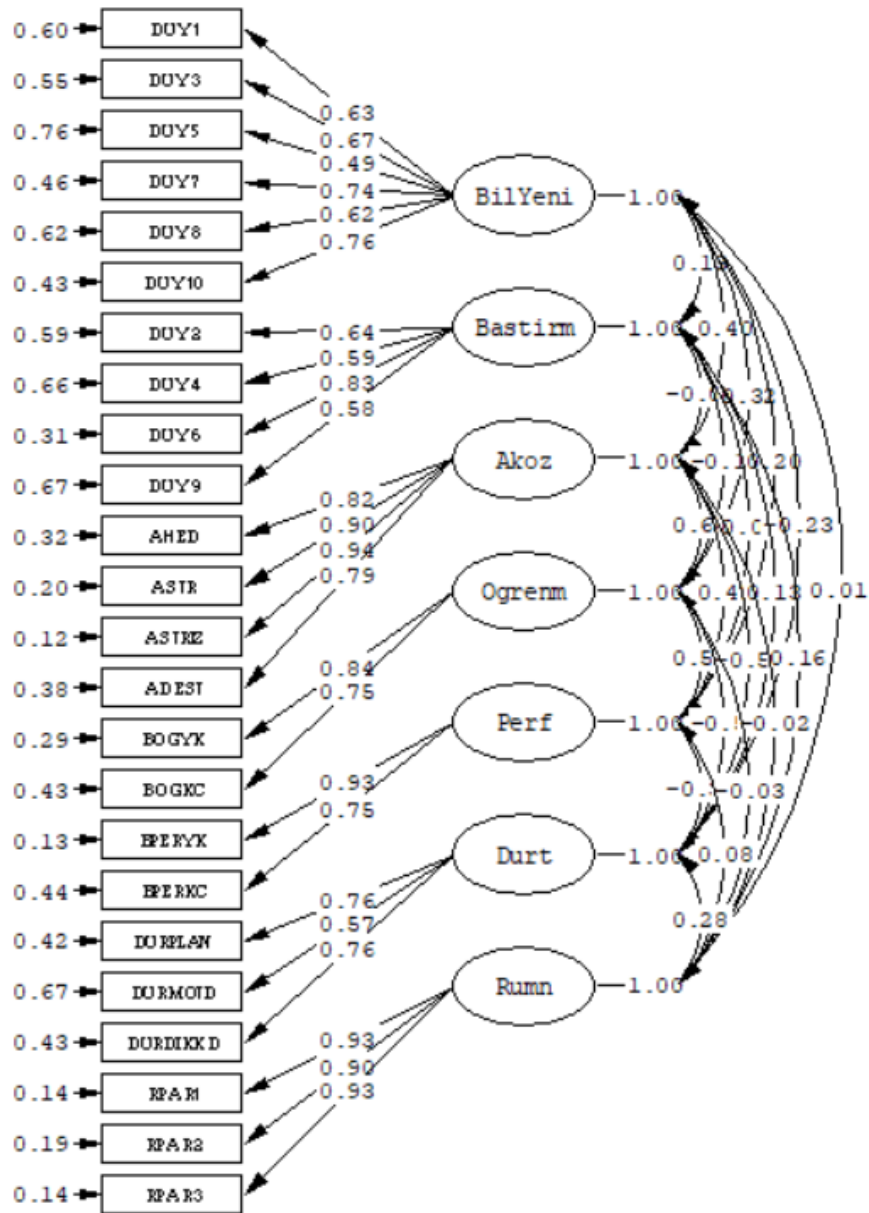 0.60 DUY1
0.55 DUY3
0.63
0.76 DUY5
0.67
0.49
0.46 DUY7
0.74
BilYeni 1.00
0.62 DUY8
0.62
0.76
0.43 DUY10
0.59 DUY2
0.64
Bastirm 1.00 0.40
0.59
0.66 DUY4
0.83
0.32
0.58
0.31 DUY6
Akoz 1.00 0.20
0.67 DUY9
0.82
0.32 AHED
0.90
-0.23
0.94
0.79
0.20 ASTR
Ogrenm 1.00 0.13 0.01
0.12 ASTRIZ
0.84
0.16
0.38 ADEST
0.75
0.29 BOGYK
Perf 1.00 -0.02
0.43 BOGKC
0.93
-0.03
0.75
0.13 BPERYK
Durt 1.00 0.08
0.44 BPERKC
0.76
0.57
0.28
0.42 DURPLAN
0.76
0.67 DURMOTD
Rumn 1.00
0.43 DURDIKKD
0.93
0.90
0.14 RPAR1
0.93
0.19 RPAR2
0.14 RPAR3